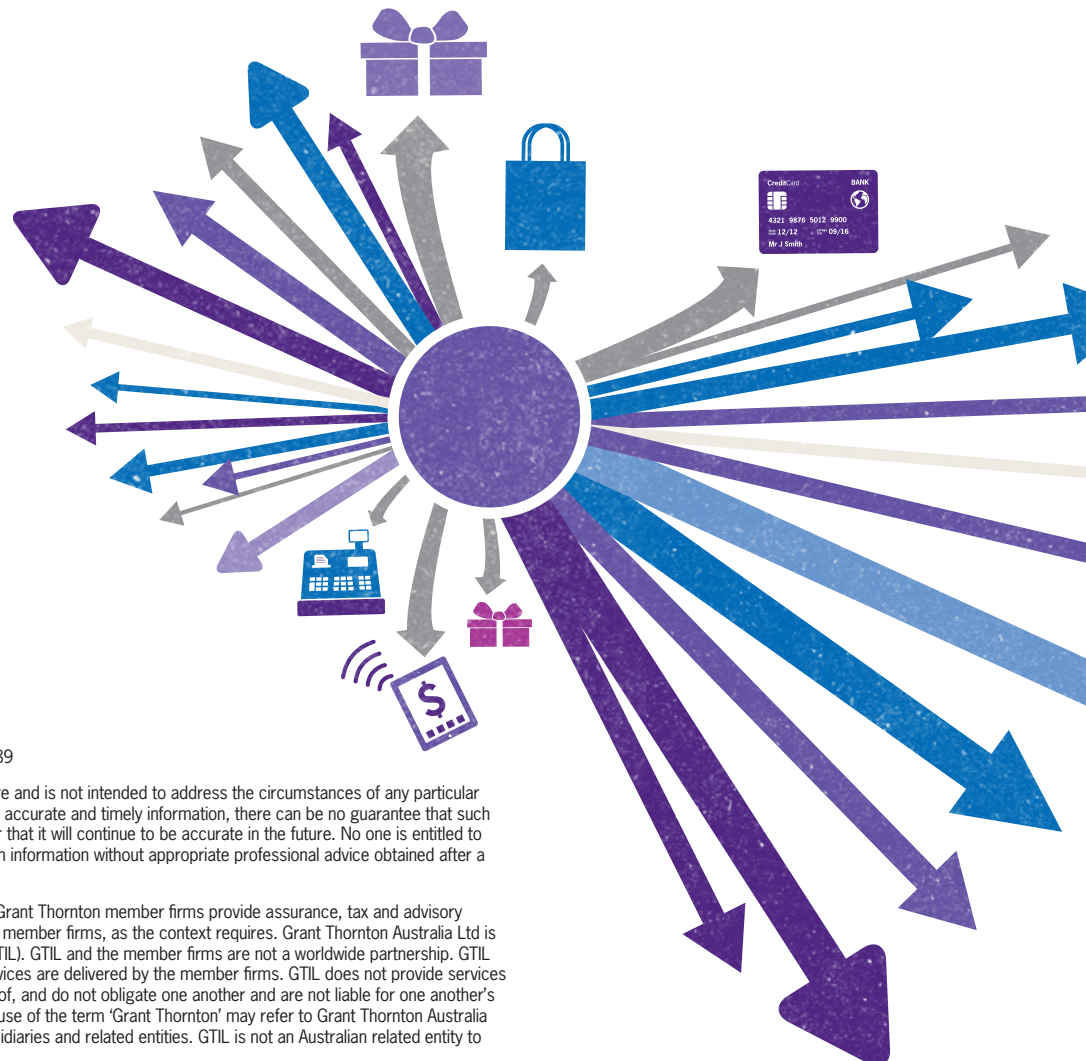 CreditCard BANK
4321 9876 5012 9900
12/12 09/16
Mr J Smith
$
39
re and is not intended to address the circumstances of any particular
accurate and timely information, there can be no guarantee that such
r that it will continue to be accurate in the future. No one is entitled to
n information without appropriate professional advice obtained after a
Grant Thornton member firms provide assurance, tax and advisory
member firms, as the context requires. Grant Thornton Australia Ltd is
TIL). GTIL and the member firms are not a worldwide partnership. GTIL
vices are delivered by the member firms. GTIL does not provide services
of, and do not obligate one another and are not liable for one another's
use of the term ‘Grant Thornton’ may refer to Grant Thornton Australia
sidiaries and related entities. GTIL is not an Australian related entity to